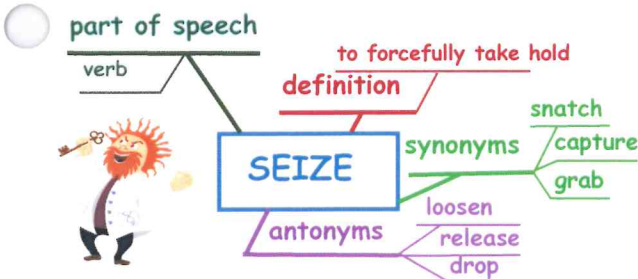 part of speech
verb
to forcefully take hold
definition
snatch
synonyms
capture
grab
SEIZE
antonyms
loosen
release
drop